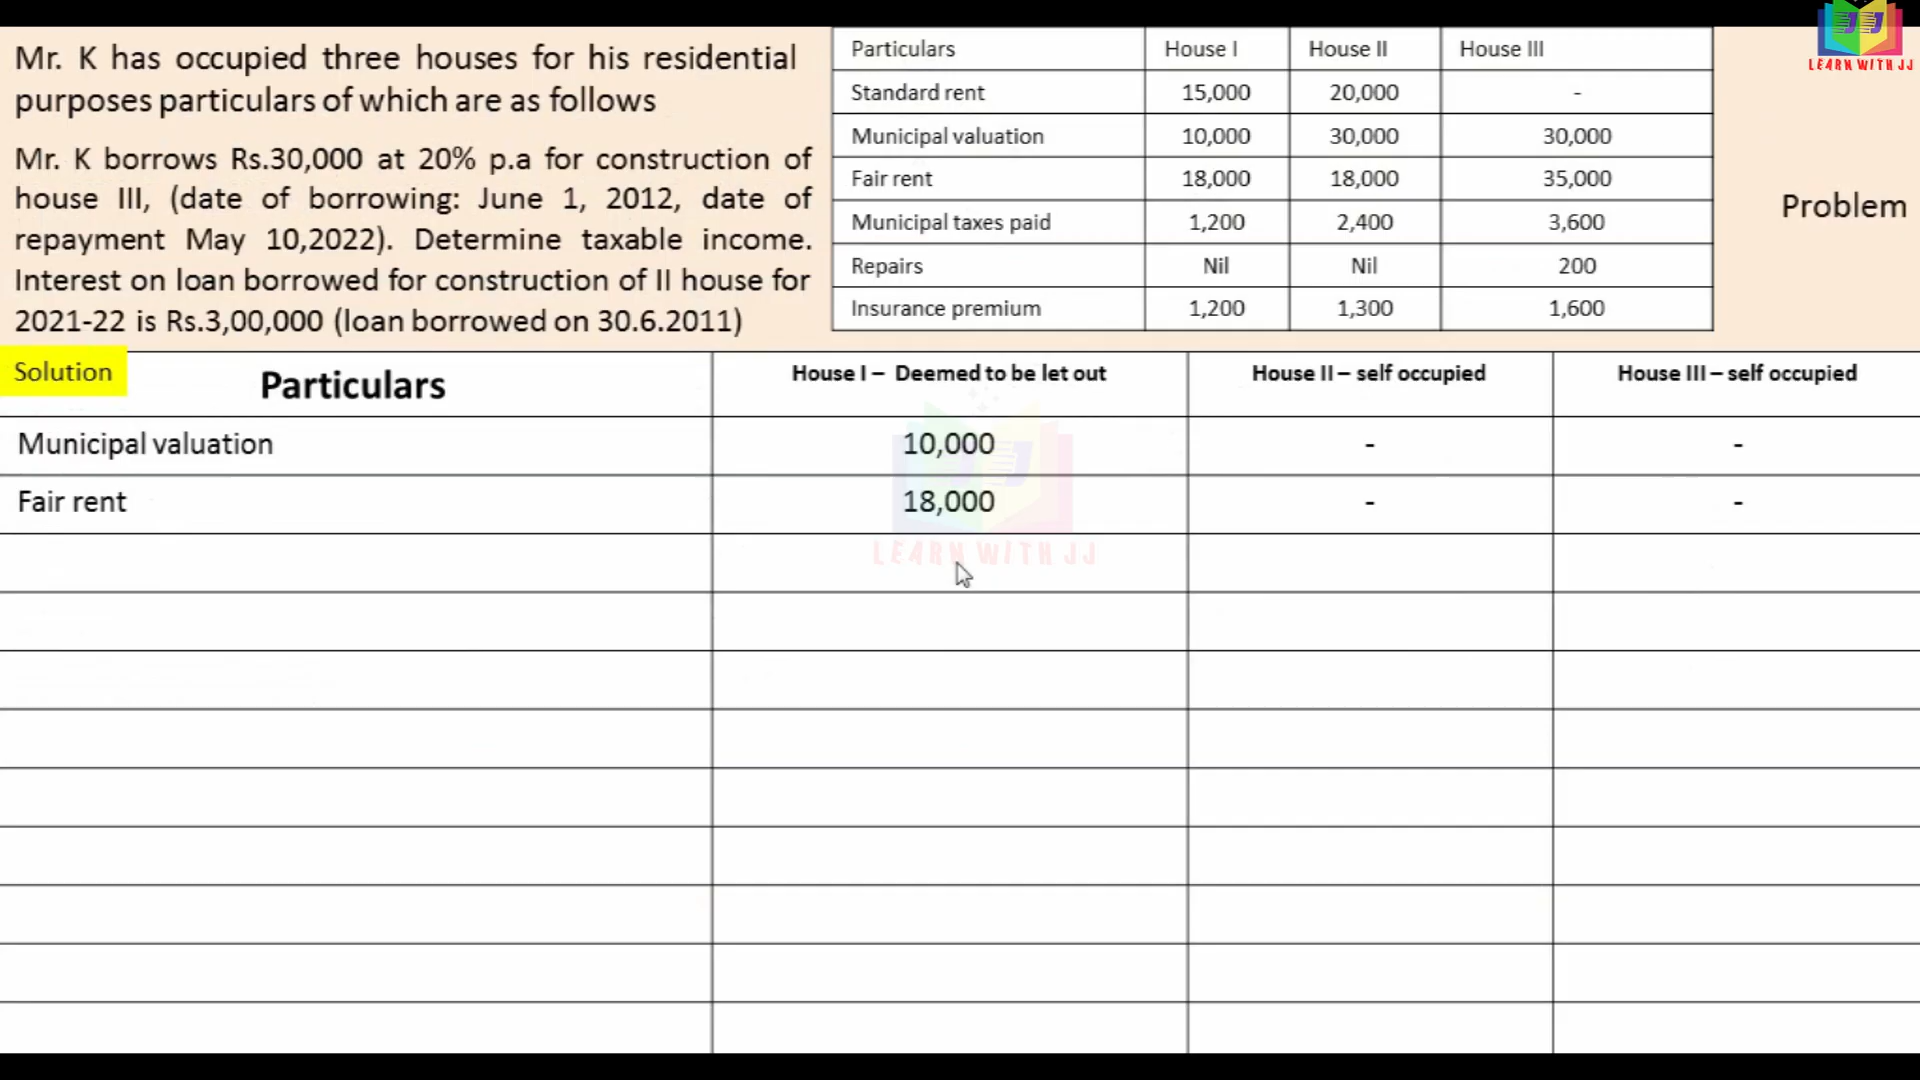 Mr. K has occupied three houses for his residential
purposes particulars of which are as follows
Mr. K borrows Rs.30,000 at 20% p.a for construction of
house III, (date of borrowing: June 1, 2012, date of
repayment May 10,2022). Determine taxable income.
Interest on loan borrowed for construction of II house for
2021-22 is Rs.3,00,000 (loan borrowed on 30.6.2011)
Particulars House I House II House III
Standard rent 15,000 20,000 -
Municipal valuation 10,000 30,000 30,000
Fair rent 18,000 18,000 35,000
Municipal taxes paid 1,200 2,400 3,600
Repairs Nil Nil 200
Insurance premium 1,200 1,300 1,600
LEARN WITH JJ
Problem
Solution
Particulars House I – Deemed to be let out House II – self occupied House III – self occupied
Municipal valuation 10,000 - -
Fair rent 18,000 - -
LEARN WITH JJ